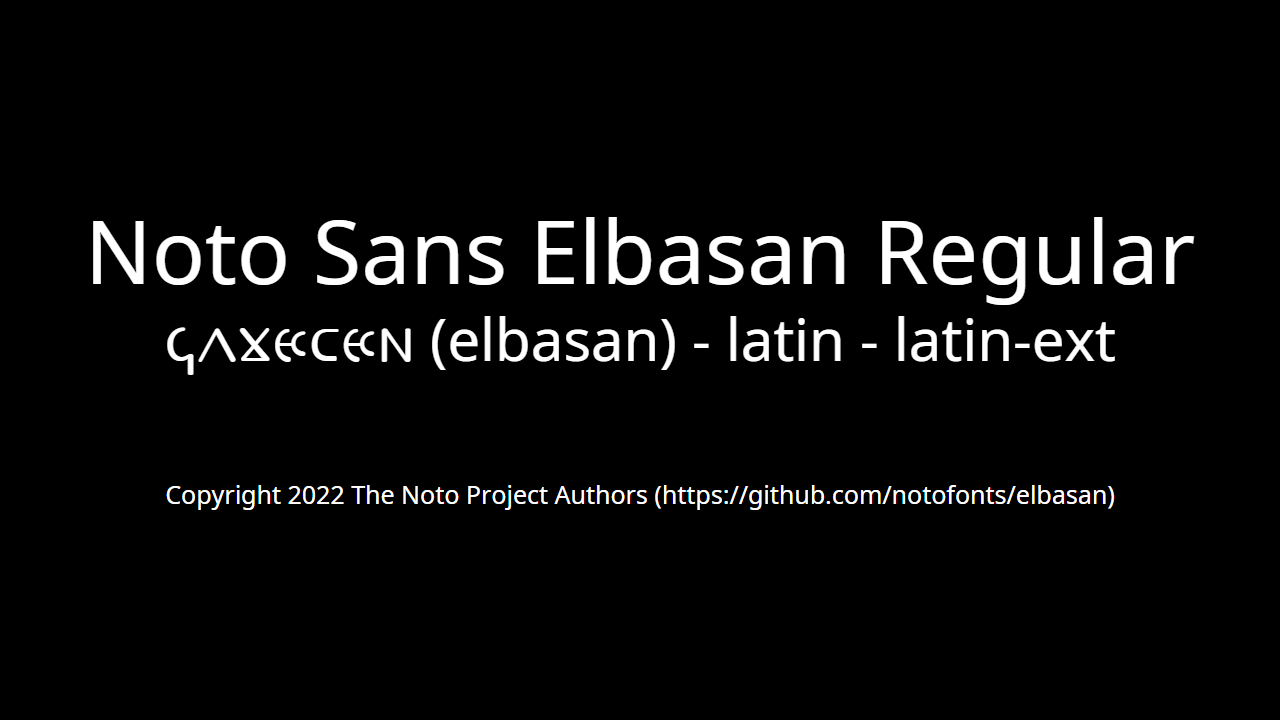 Noto Sans Elbasan Regular
𐔈𐔐𐔁𐔀𐔛𐔀𐔓 (elbasan) - latin - latin-ext
Copyright 2022 The Noto Project Authors (https://github.com/notofonts/elbasan)